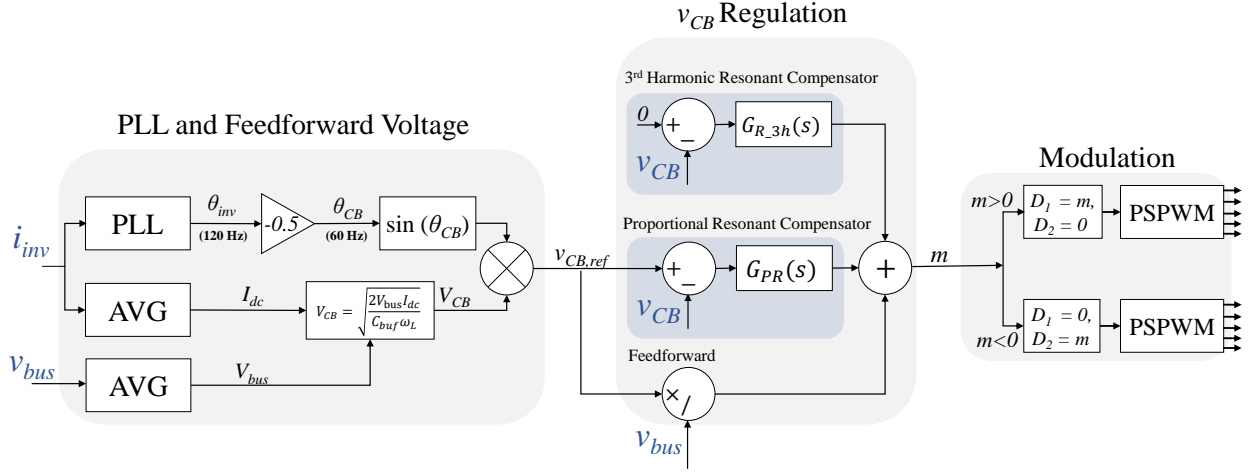 v_CB Regulation
3rd Harmonic Resonant Compensator
0
+
−
G_{R_3h}(s)
v_CB
PLL and Feedforward Voltage
i_inv
PLL
θ_inv
(120 Hz)
-0.5
θ_CB
(60 Hz)
sin (θ_CB)
AVG
I_dc
V_CB = √(2V_bus I_dc / C_buf ω_L)
V_CB
v_bus
AVG
V_bus
v_CB,ref
Proportional Resonant Compensator
+
−
G_PR(s)
v_CB
Feedforward
× /
v_bus
+
m
Modulation
m>0
D_1 = m,
D_2 = 0
PSPWM
m<0
D_1 = 0,
D_2 = m
PSPWM